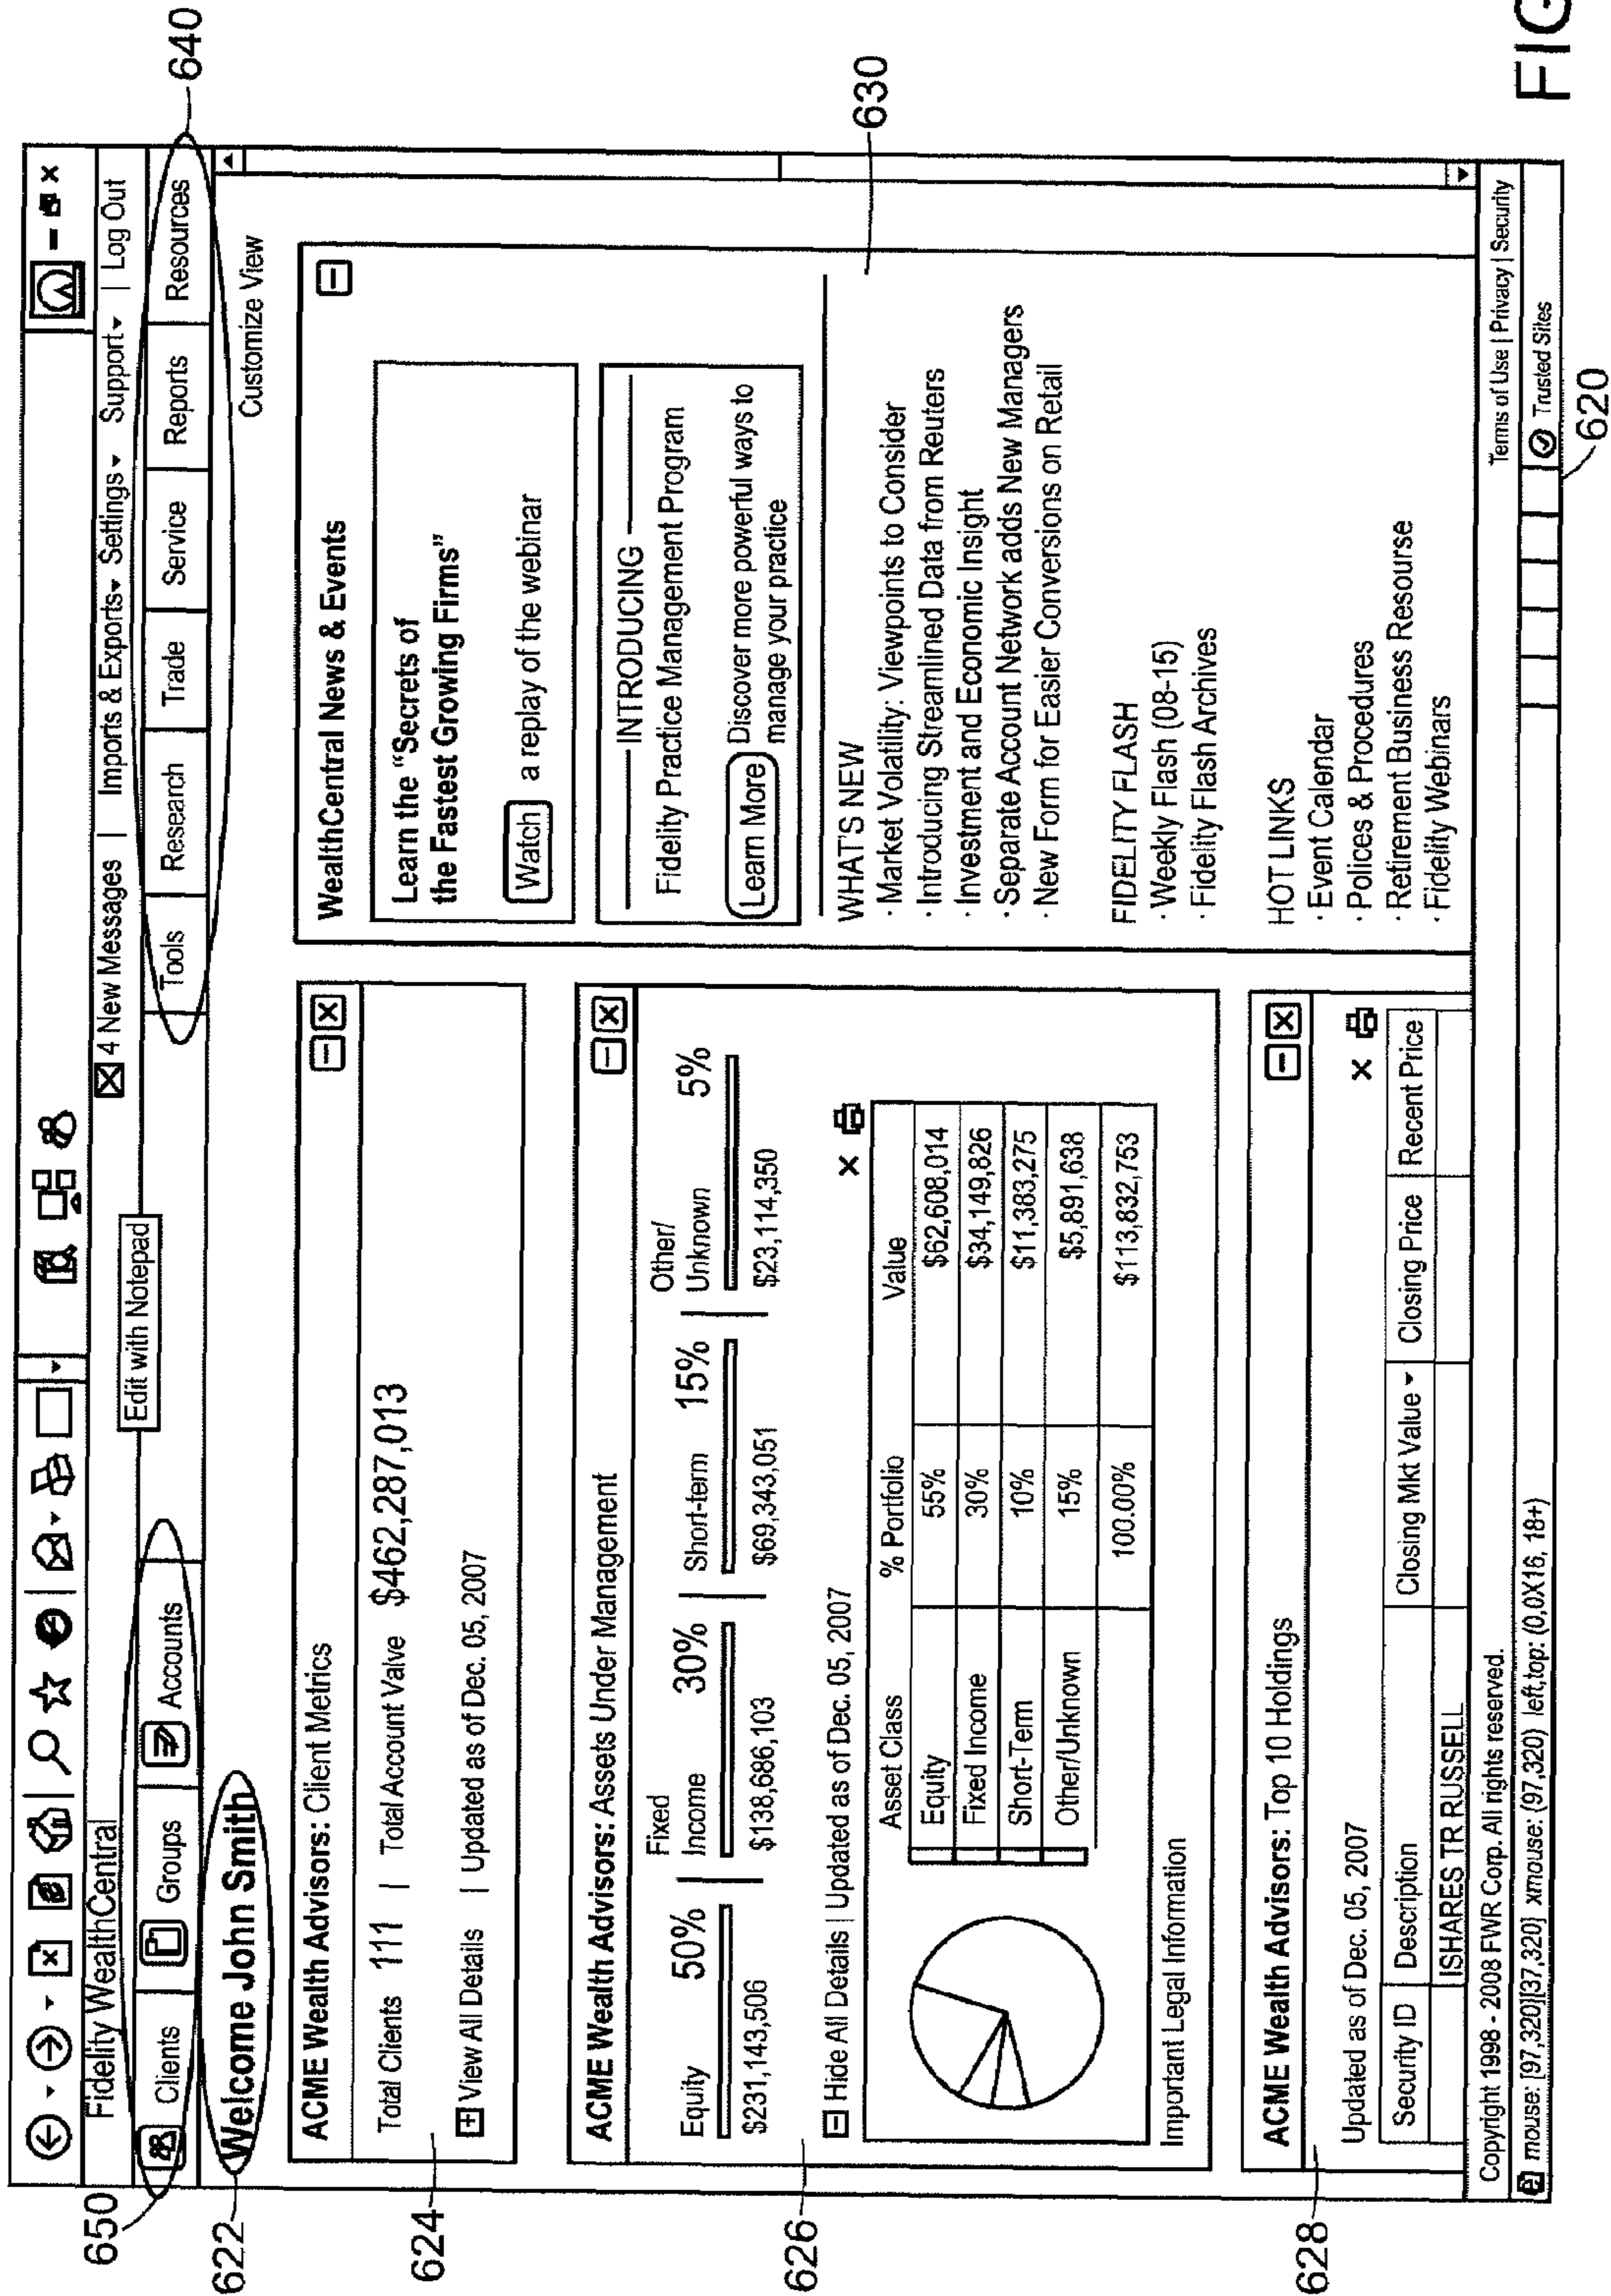 Fidelity WealthCentral
Edit with Notepad
4 New Messages | Imports & Exports Settings Support | Log Out
650
Clients Groups Accounts
Tools Research Trade Service Reports Resources
640
622
Welcome John Smith
Customize View
ACME Wealth Advisors: Client Metrics
Total Clients 111 | Total Account Valve $462,287,013
624
View All Details | Updated as of Dec. 05, 2007
ACME Wealth Advisors: Assets Under Management
Equity 50%
$231,143,506
Fixed
Income 30%
$138,686,103
Short-term 15%
$69,343,051
Other/
Unknown 5%
$23,114,350
626
Hide All Details | Updated as of Dec. 05, 2007
Asset Class % Portfolio Value
Equity 55% $62,608,014
Fixed Income 30% $34,149,826
Short-Term 10% $11,383,275
Other/Unknown 15% $5,891,638
100.00% $113,832,753
Important Legal Information
ACME Wealth Advisors: Top 10 Holdings
628
Updated as of Dec. 05, 2007
Security ID Description Closing Mkt Value Closing Price Recent Price
ISHARES TR RUSSELL
WealthCentral News & Events
Learn the "Secrets of
the Fastest Growing Firms"
Watch a replay of the webinar
INTRODUCING
Fidelity Practice Management Program
Learn More Discover more powerful ways to
manage your practice
630
WHAT'S NEW
· Market Volatility: Viewpoints to Consider
· Introducing Streamlined Data from Reuters
· Investment and Economic Insight
· Separate Account Network adds New Managers
· New Form for Easier Conversions on Retail
FIDELITY FLASH
· Weekly Flash (08-15)
· Fidelity Flash Archives
HOT LINKS
· Event Calendar
· Polices & Procedures
· Retirement Business Resourse
· Fidelity Webinars
Copyright 1998 - 2008 FWR Corp. All rights reserved.
Terms of Use | Privacy | Security
mouse: [97,320][37,320] xmouse: (97,320) left,top: (0,0X16, 18+)
Trusted Sites
620